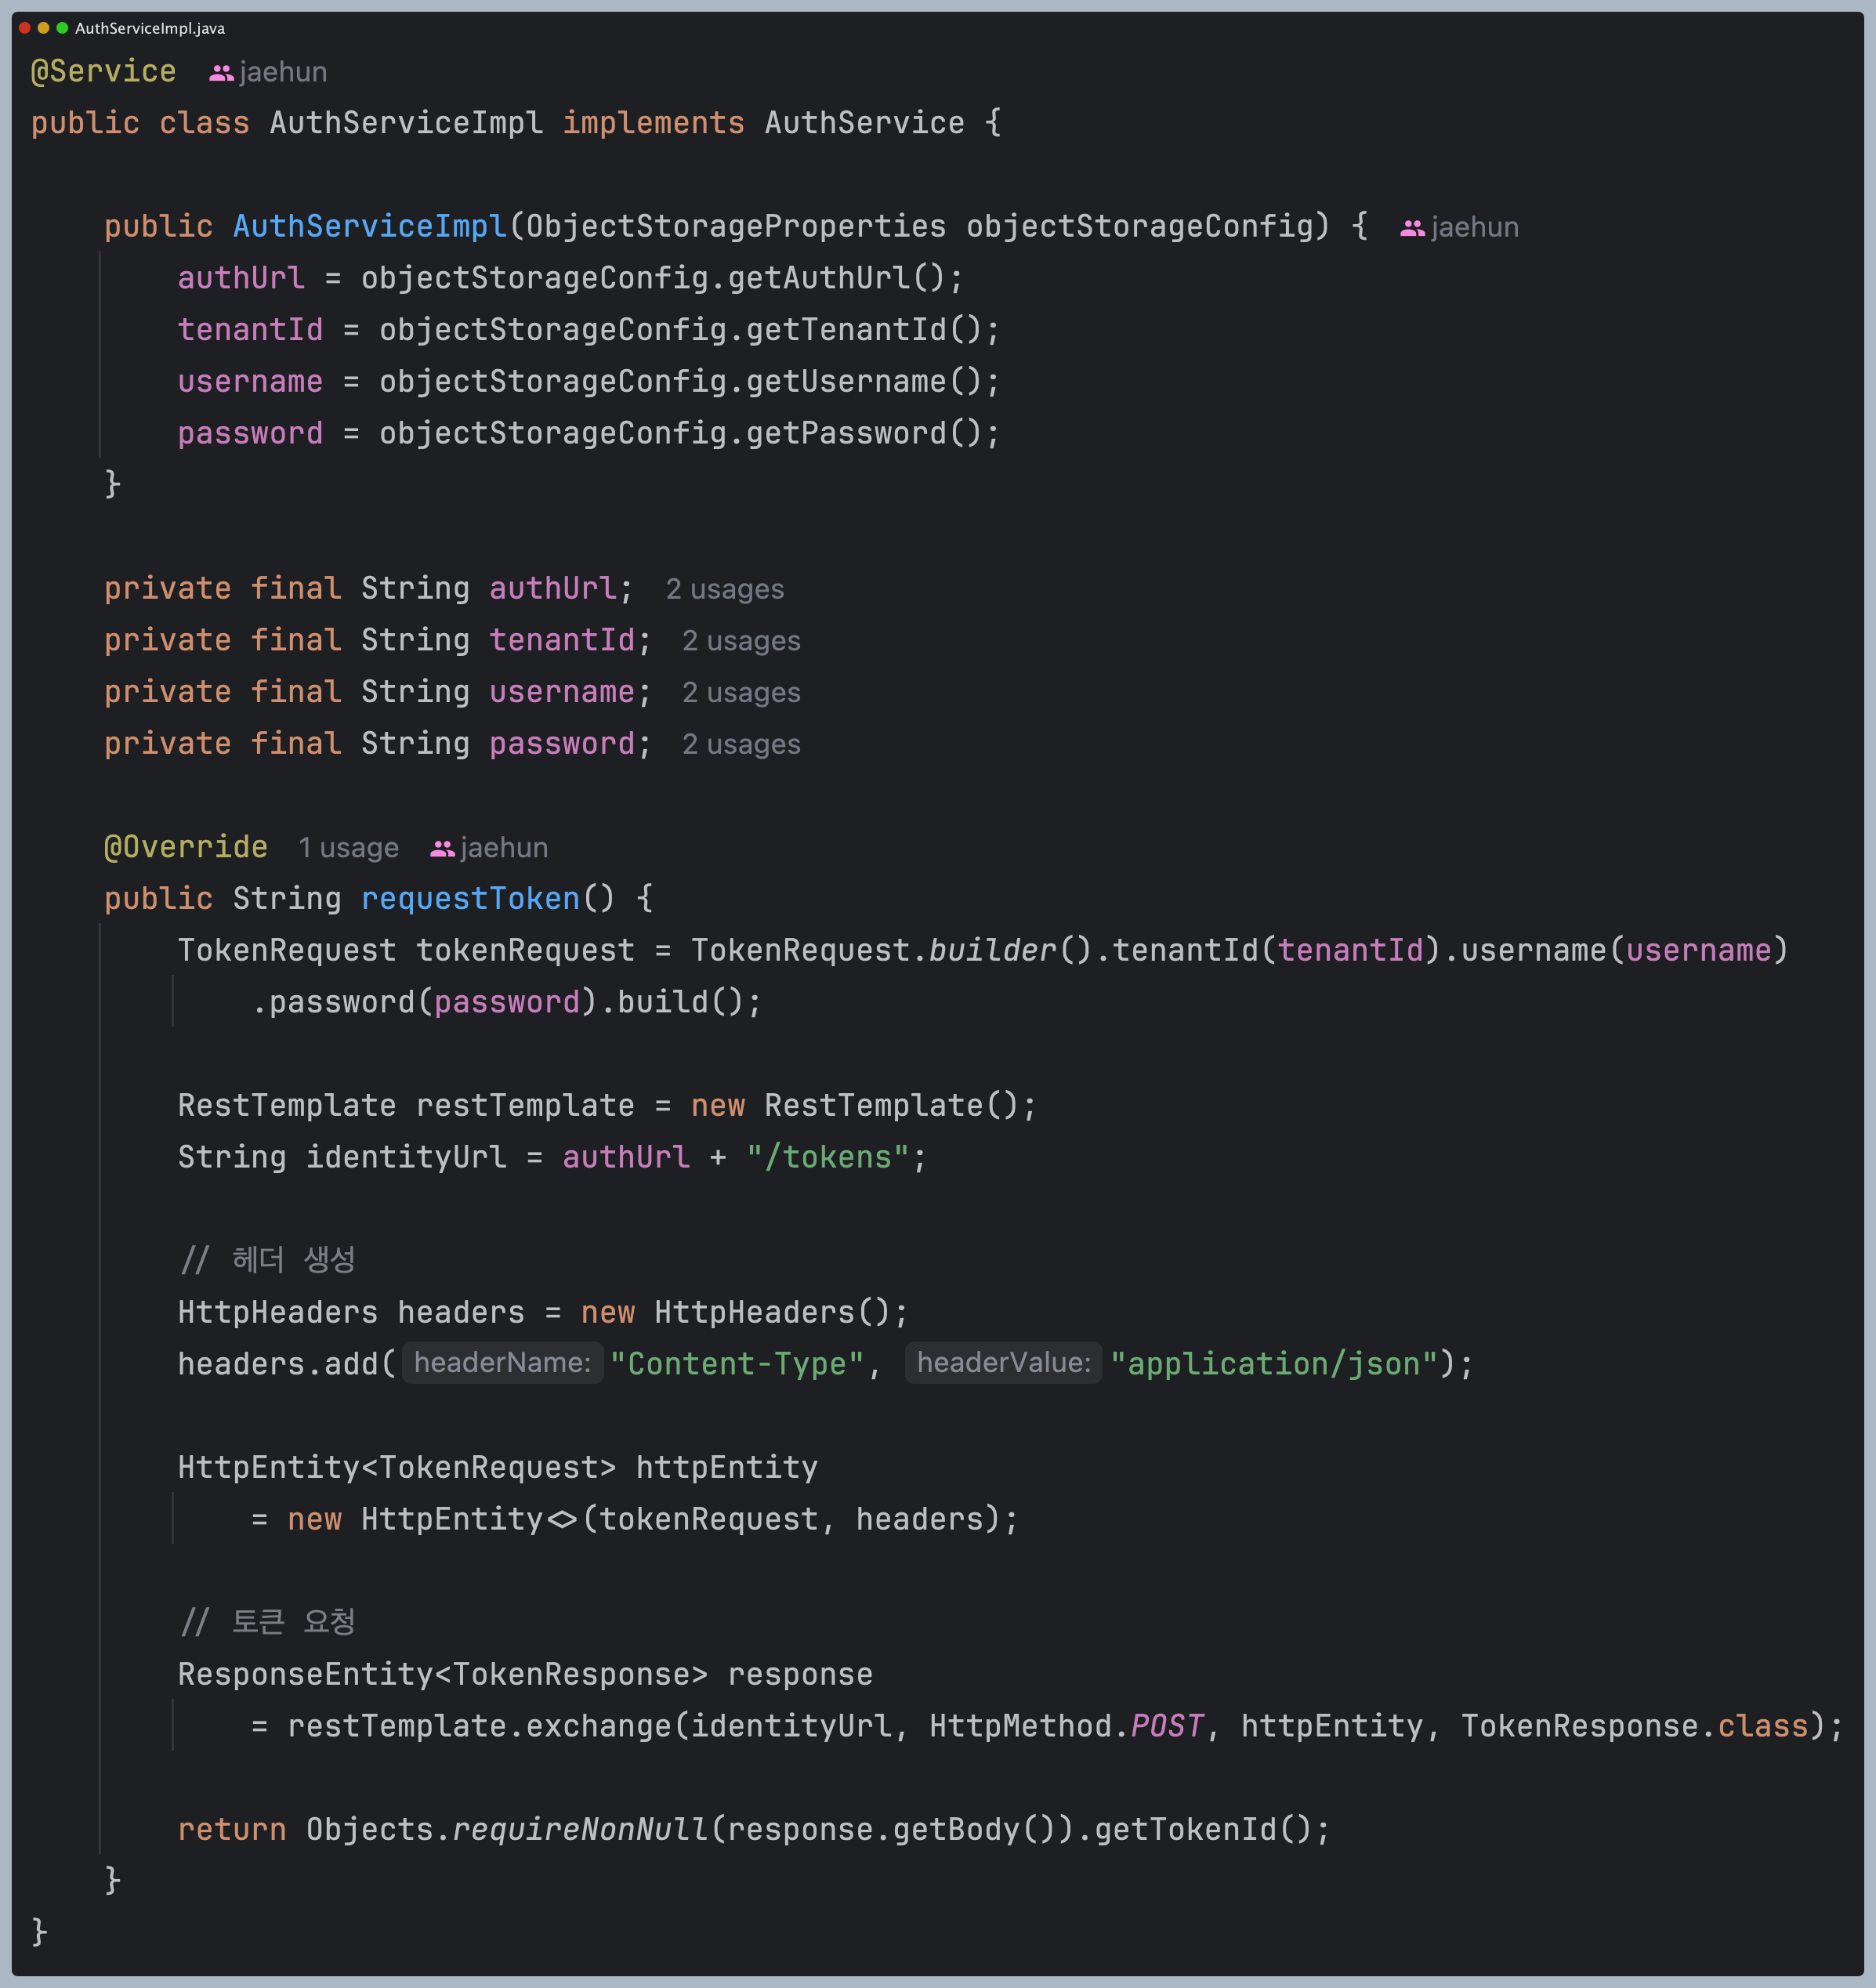 AuthServiceImpl.java
@Service jaehun
public class AuthServiceImpl implements AuthService {
public AuthServiceImpl(ObjectStorageProperties objectStorageConfig) { jaehun
authUrl = objectStorageConfig.getAuthUrl();
tenantId = objectStorageConfig.getTenantId();
username = objectStorageConfig.getUsername();
password = objectStorageConfig.getPassword();
}
private final String authUrl; 2 usages
private final String tenantId; 2 usages
private final String username; 2 usages
private final String password; 2 usages
@Override 1 usage jaehun
public String requestToken() {
TokenRequest tokenRequest = TokenRequest.builder().tenantId(tenantId).username(username)
.password(password).build();
RestTemplate restTemplate = new RestTemplate();
String identityUrl = authUrl + "/tokens";
// 헤더 생성
HttpHeaders headers = new HttpHeaders();
headers.add( headerName: "Content-Type", headerValue: "application/json");
HttpEntity<TokenRequest> httpEntity
= new HttpEntity<>(tokenRequest, headers);
// 토큰 요청
ResponseEntity<TokenResponse> response
= restTemplate.exchange(identityUrl, HttpMethod.POST, httpEntity, TokenResponse.class);
return Objects.requireNonNull(response.getBody()).getTokenId();
}
}